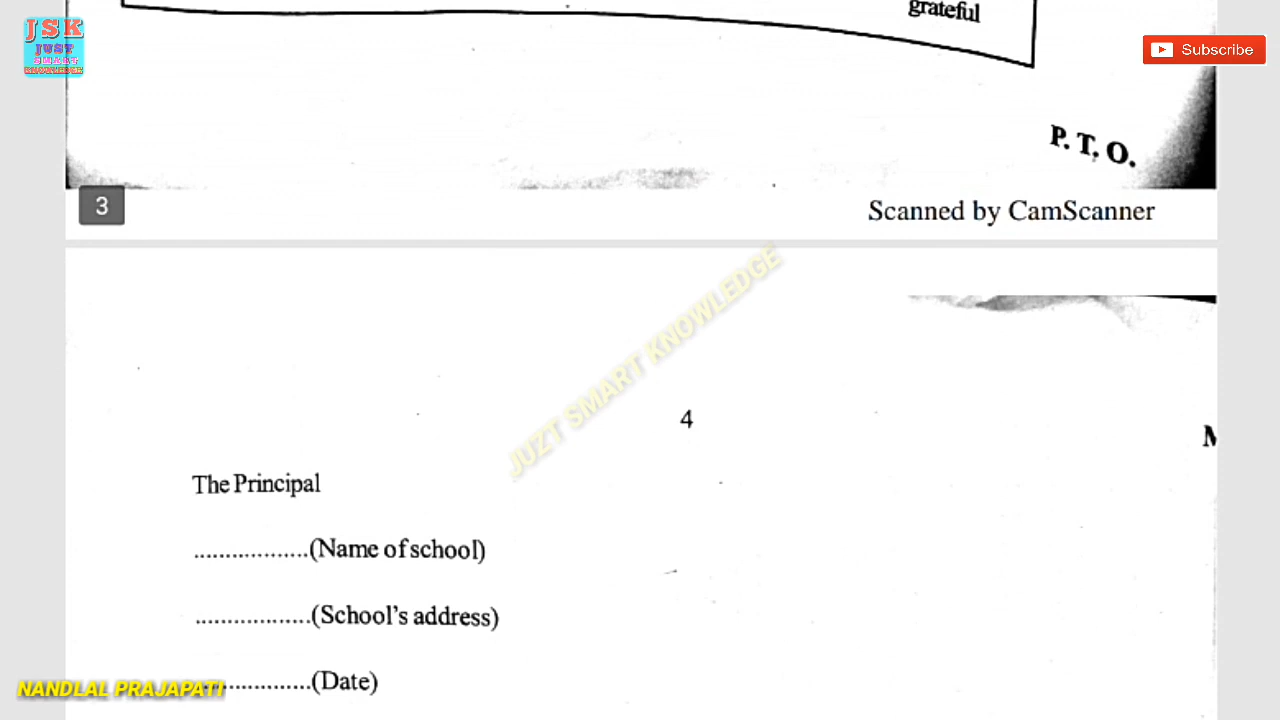 JSK
JUST
SMART
KNOWLEDGE
Subscribe
grateful
P. T. O.
3
Scanned by CamScanner
JUZT SMART KNOWLEDGE
4
The Principal
..................(Name of school)
..................(School's address)
..................(Date)
NANDLAL PRAJAPATI